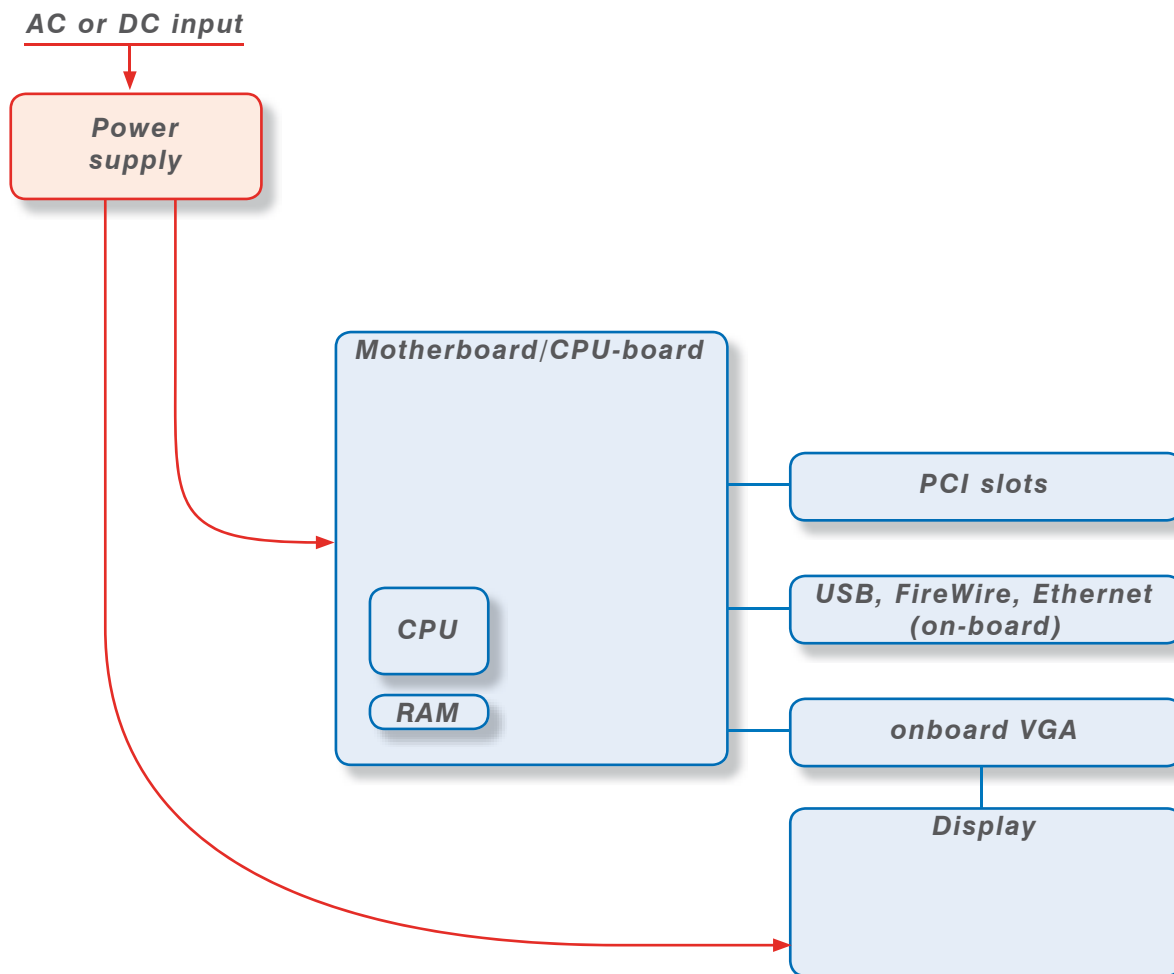 AC or DC input
Power
supply
Motherboard/CPU-board
PCI slots
USB, FireWire, Ethernet
(on-board)
CPU
RAM
onboard VGA
Display